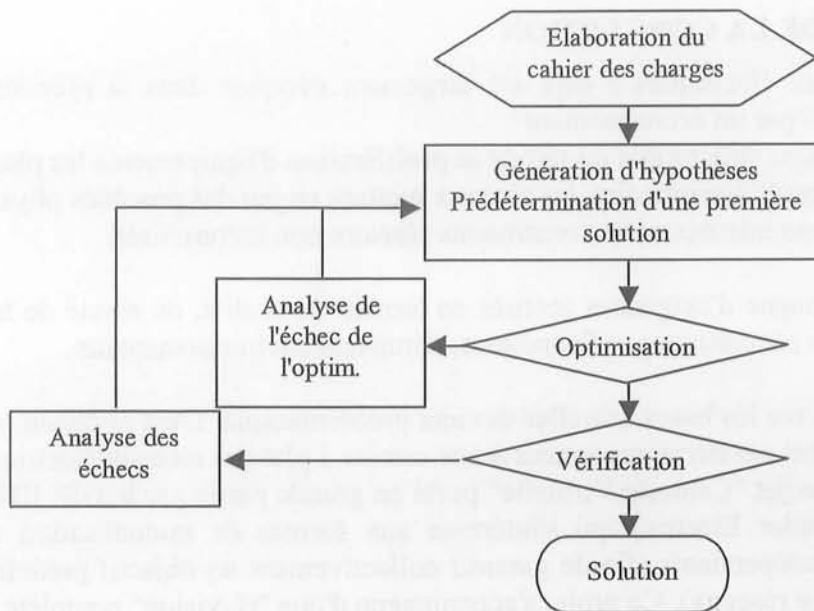 Elaboration du
cahier des charges
Génération d'hypothèses
Prédétermination d'une première
solution
Analyse de
l'échec de
l'optim.
Optimisation
Analyse des
échecs
Vérification
Solution